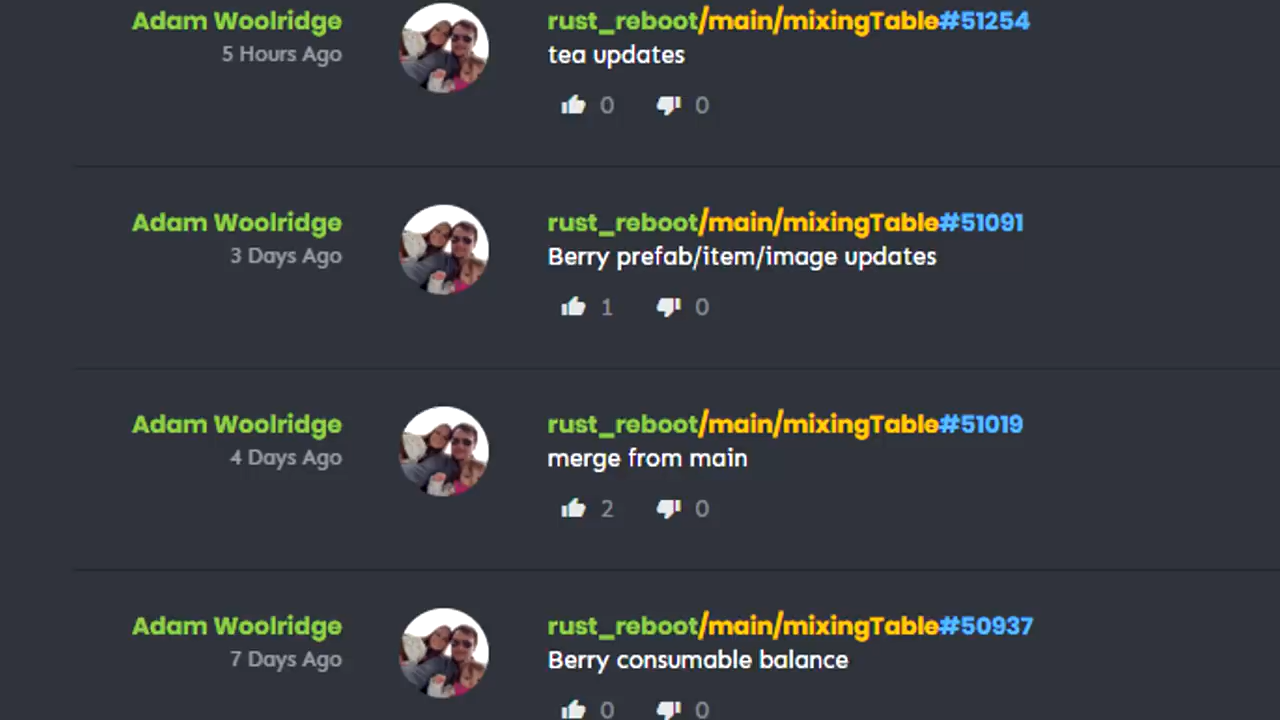 Adam Woolridge
5 Hours Ago
rust_reboot/main/mixingTable#51254
tea updates
0 0
Adam Woolridge
3 Days Ago
rust_reboot/main/mixingTable#51091
Berry prefab/item/image updates
1 0
Adam Woolridge
4 Days Ago
rust_reboot/main/mixingTable#51019
merge from main
2 0
Adam Woolridge
7 Days Ago
rust_reboot/main/mixingTable#50937
Berry consumable balance
0 0